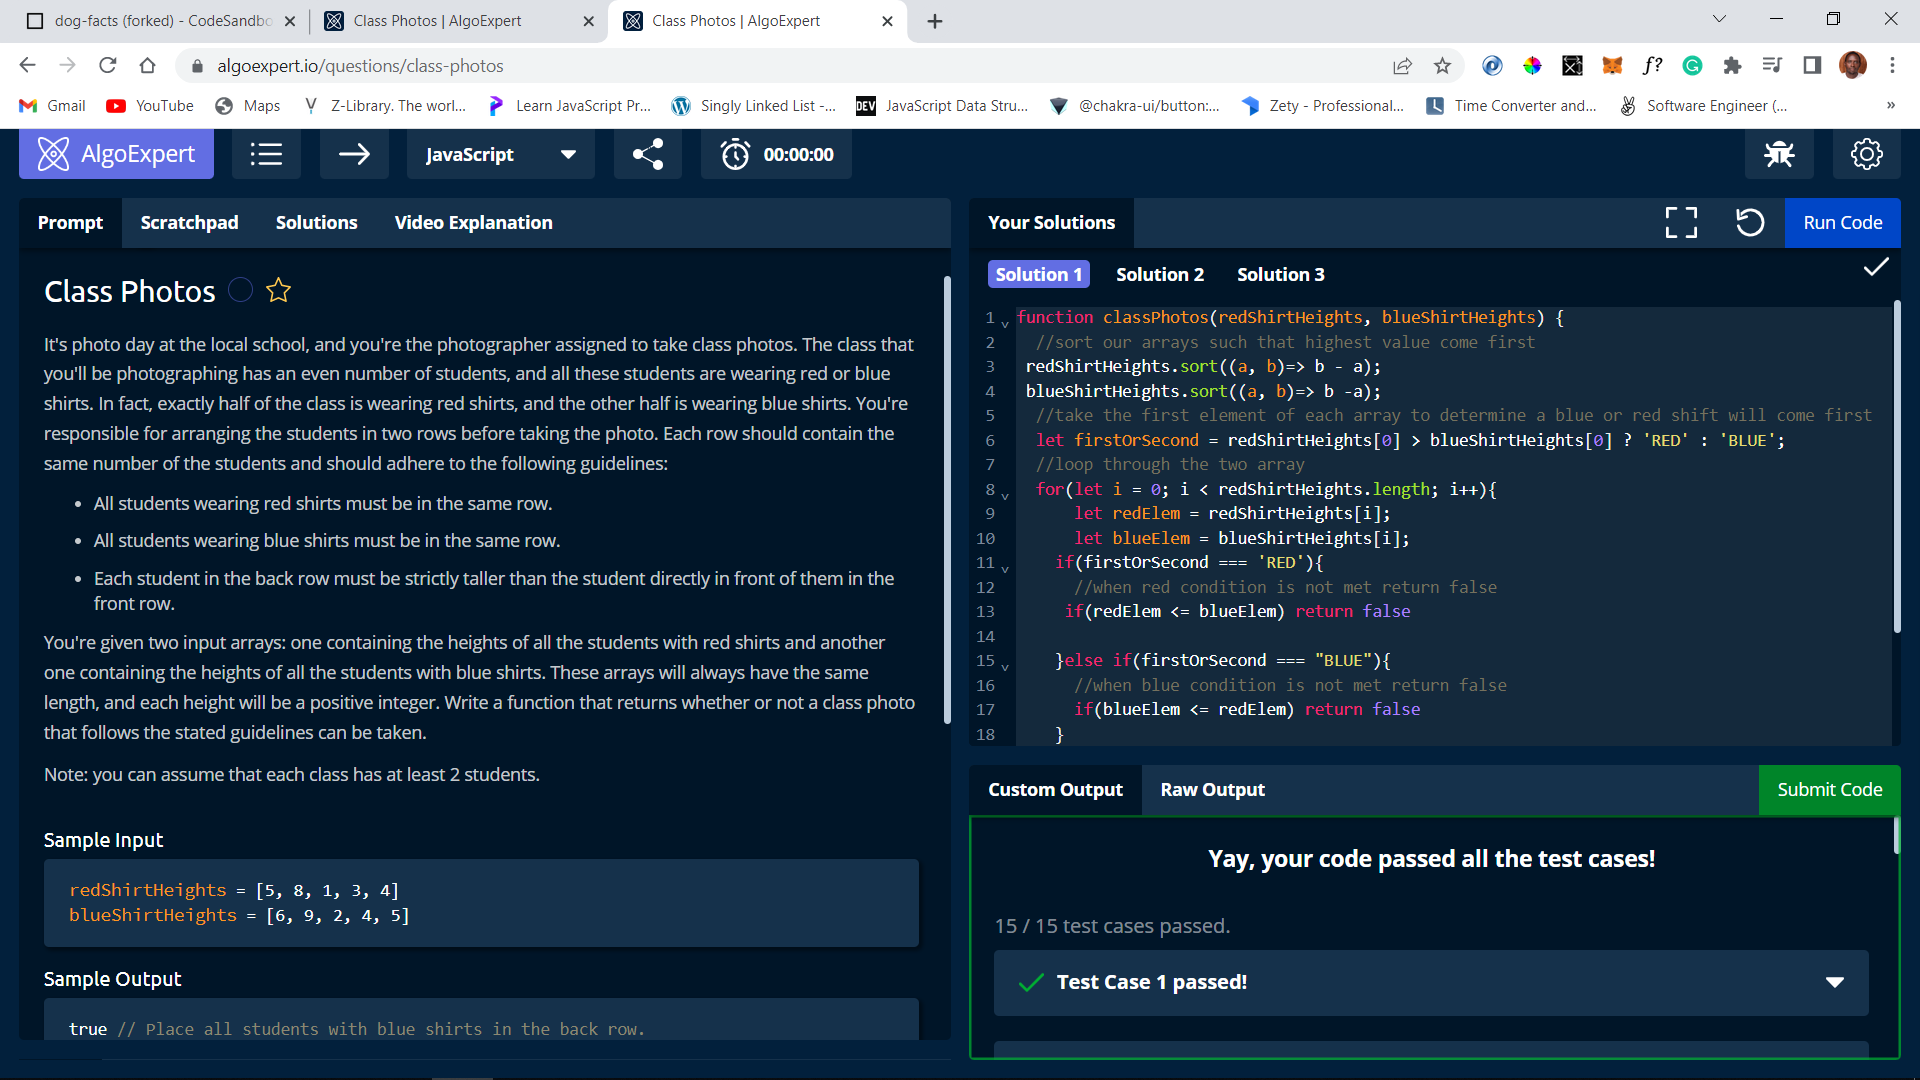 dog-facts (forked) - CodeSandbo
Class Photos | AlgoExpert
Class Photos | AlgoExpert
algoexpert.io/questions/class-photos
Gmail
YouTube
Maps
Z-Library. The worl...
Learn JavaScript Pr...
Singly Linked List -...
DEV JavaScript Data Stru...
@chakra-ui/button:...
Zety - Professional...
Time Converter and...
Software Engineer (...
»
f?
AlgoExpert
JavaScript
00:00:00
Prompt
Scratchpad
Solutions
Video Explanation
Class Photos
It's photo day at the local school, and you're the photographer assigned to take class photos. The class that
you'll be photographing has an even number of students, and all these students are wearing red or blue
shirts. In fact, exactly half of the class is wearing red shirts, and the other half is wearing blue shirts. You're
responsible for arranging the students in two rows before taking the photo. Each row should contain the
same number of the students and should adhere to the following guidelines:
• All students wearing red shirts must be in the same row.
• All students wearing blue shirts must be in the same row.
• Each student in the back row must be strictly taller than the student directly in front of them in the
front row.
You're given two input arrays: one containing the heights of all the students with red shirts and another
one containing the heights of all the students with blue shirts. These arrays will always have the same
length, and each height will be a positive integer. Write a function that returns whether or not a class photo
that follows the stated guidelines can be taken.
Note: you can assume that each class has at least 2 students.
Sample Input
redShirtHeights = [5, 8, 1, 3, 4]
blueShirtHeights = [6, 9, 2, 4, 5]
Sample Output
true // Place all students with blue shirts in the back row.
Your Solutions
Run Code
Solution 1
Solution 2
Solution 3
1 function classPhotos(redShirtHeights, blueShirtHeights) {
2 //sort our arrays such that highest value come first
3 redShirtHeights.sort((a, b)=> b - a);
4 blueShirtHeights.sort((a, b)=> b -a);
5 //take the first element of each array to determine a blue or red shift will come first
6 let firstOrSecond = redShirtHeights[0] > blueShirtHeights[0] ? 'RED' : 'BLUE';
7 //loop through the two array
8 for(let i = 0; i < redShirtHeights.length; i++){
9 let redElem = redShirtHeights[i];
10 let blueElem = blueShirtHeights[i];
11 if(firstOrSecond === 'RED'){
12 //when red condition is not met return false
13 if(redElem <= blueElem) return false
14
15 }else if(firstOrSecond === "BLUE"){
16 //when blue condition is not met return false
17 if(blueElem <= redElem) return false
18 }
Custom Output
Raw Output
Submit Code
Yay, your code passed all the test cases!
15 / 15 test cases passed.
Test Case 1 passed!